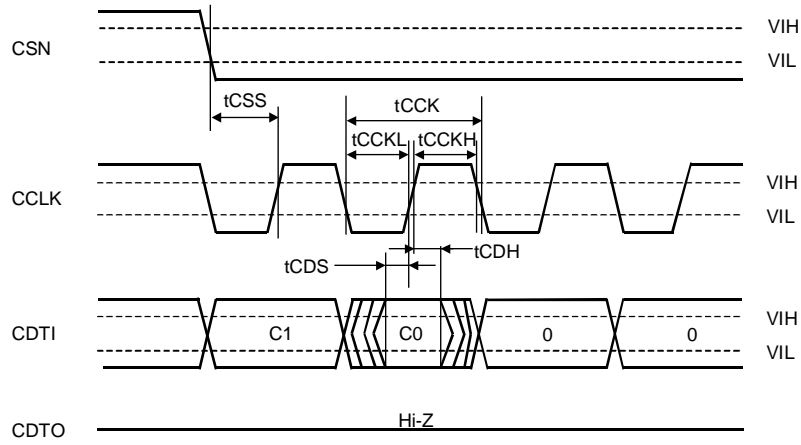 CSN
VIH
VIL
tCSS
tCCK
tCCKL
tCCKH
CCLK
VIH
VIL
tCDS
tCDH
CDTI
C1
C0
0
0
VIH
VIL
CDTO
Hi-Z